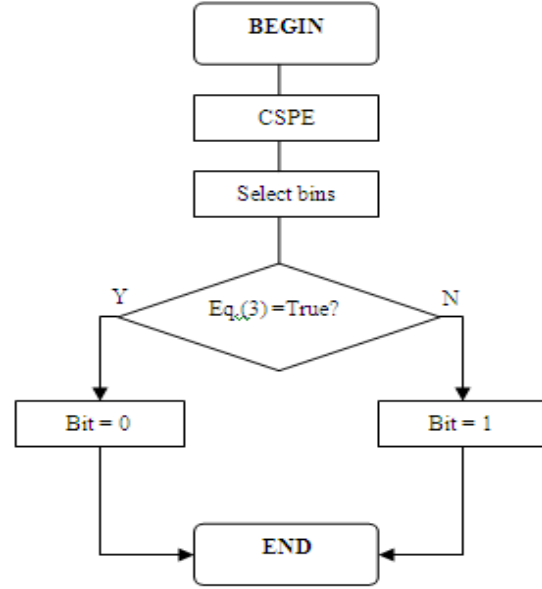 BEGIN
CSPE
Select bins
Y
N
Eq.(3) =True?
Bit = 0
Bit = 1
END